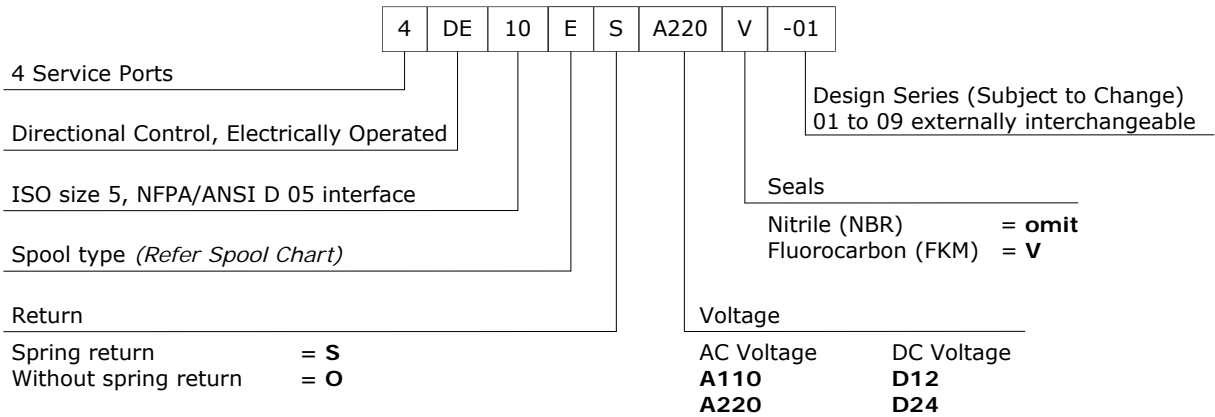 4 DE 10 E S A220 V -01
4 Service Ports
Directional Control, Electrically Operated
ISO size 5, NFPA/ANSI D 05 interface
Spool type (Refer Spool Chart)
Return
Spring return = S
Without spring return = O
Design Series (Subject to Change)
01 to 09 externally interchangeable
Seals
Nitrile (NBR) = omit
Fluorocarbon (FKM) = V
Voltage
AC Voltage DC Voltage
A110 D12
A220 D24